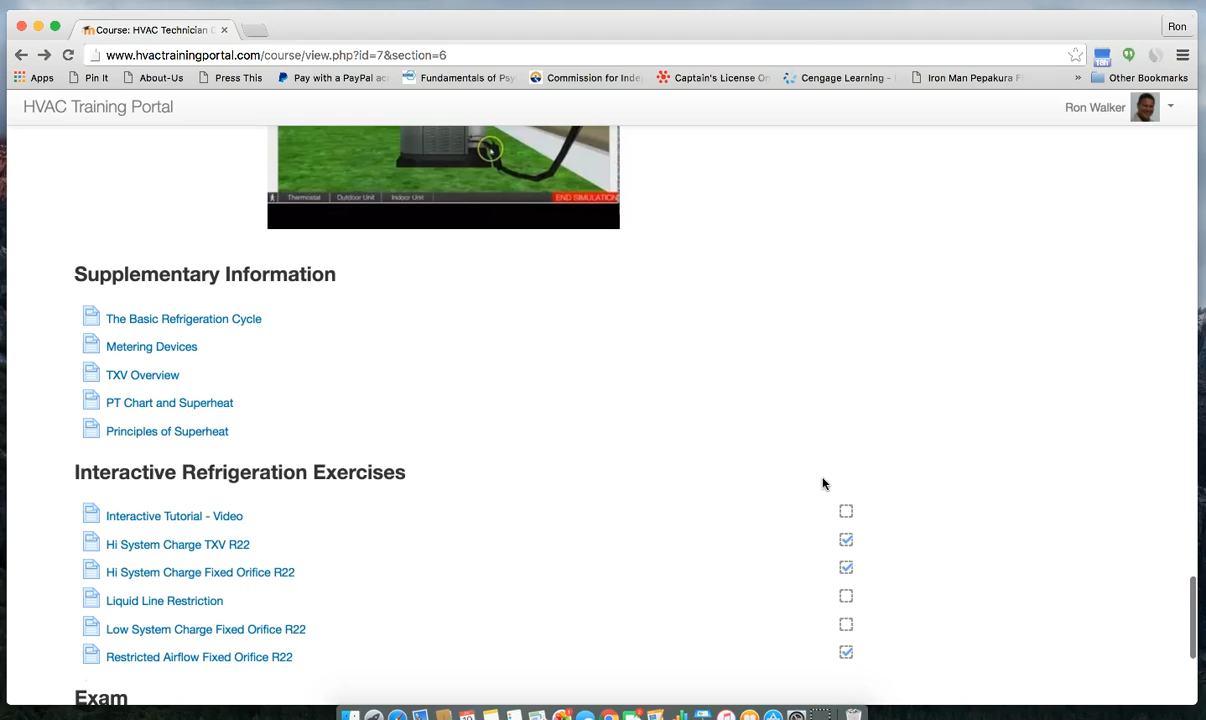 Course: HVAC Technician
Ron
www.hvactrainingportal.com/course/view.php?id=7&section=6
Apps Pin It About-Us Press This Pay with a PayPal ac Fundamentals of Psy Commission for Inde Captain's License On Cengage Learning - Iron Man Pepakura F » Other Bookmarks
18h
HVAC Training Portal
Ron Walker
Thermostat Outdoor Unit Indoor Unit END SIMULATION
Supplementary Information
The Basic Refrigeration Cycle
Metering Devices
TXV Overview
PT Chart and Superheat
Principles of Superheat
Interactive Refrigeration Exercises
Interactive Tutorial - Video
Hi System Charge TXV R22
Hi System Charge Fixed Orifice R22
Liquid Line Restriction
Low System Charge Fixed Orifice R22
Restricted Airflow Fixed Orifice R22
Exam